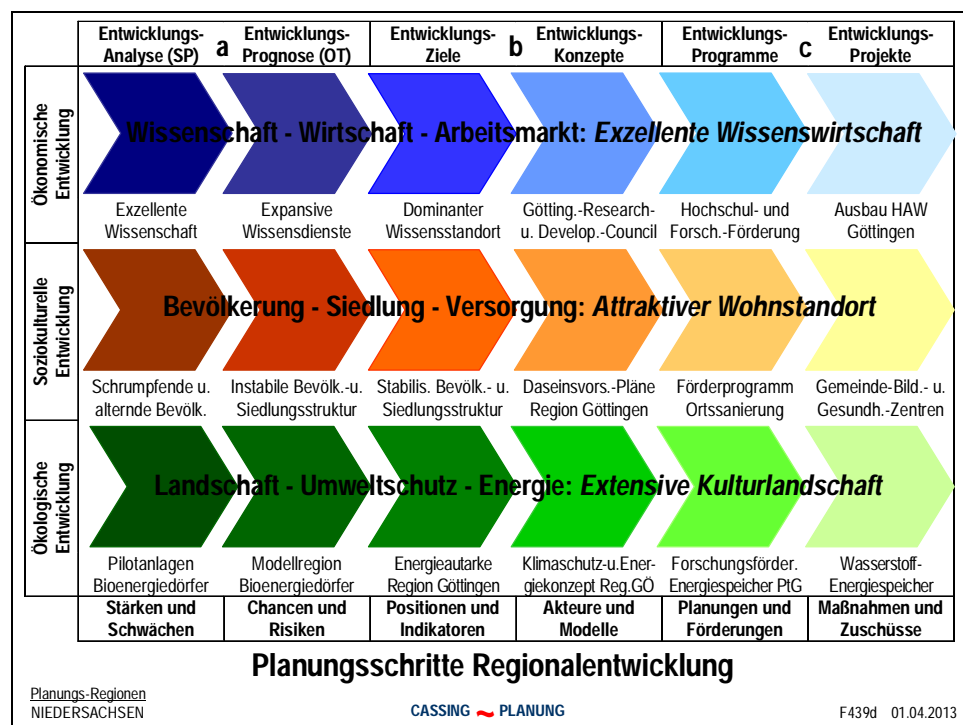 Entwicklungs-
Analyse (SP)
a
Entwicklungs-
Prognose (OT)
Entwicklungs-
Ziele
b
Entwicklungs-
Konzepte
Entwicklungs-
Programme
c
Entwicklungs-
Projekte
Ökonomische
Entwicklung
Wissenschaft - Wirtschaft - Arbeitsmarkt: Exzellente Wissenswirtschaft
Exzellente
Wissenschaft
Expansive
Wissensdienste
Dominanter
Wissensstandort
Götting.-Research-
u. Develop.-Council
Hochschul- und
Forsch.-Förderung
Ausbau HAW
Göttingen
Soziokulturelle
Entwicklung
Bevölkerung - Siedlung - Versorgung: Attraktiver Wohnstandort
Schrumpfende u.
alternde Bevölk.
Instabile Bevölk.-u.
Siedlungsstruktur
Stabilis. Bevölk.- u.
Siedlungsstruktur
Daseinsvors.-Pläne
Region Göttingen
Förderprogramm
Ortssanierung
Gemeinde-Bild.- u.
Gesundh.-Zentren
Ökologische
Entwicklung
Landschaft - Umweltschutz - Energie: Extensive Kulturlandschaft
Pilotanlagen
Bioenergiedörfer
Modellregion
Bioenergiedörfer
Energieautarke
Region Göttingen
Klimaschutz-u.Ener-
giekonzept Reg.GÖ
Forschungsförder.
Energiespeicher PtG
Wasserstoff-
Energiespeicher
Stärken und
Schwächen
Chancen und
Risiken
Positionen und
Indikatoren
Akteure und
Modelle
Planungen und
Förderungen
Maßnahmen und
Zuschüsse
Planungsschritte Regionalentwicklung
Planungs-Regionen
NIEDERSACHSEN
CASSING ~ PLANUNG
F439d 01.04.2013